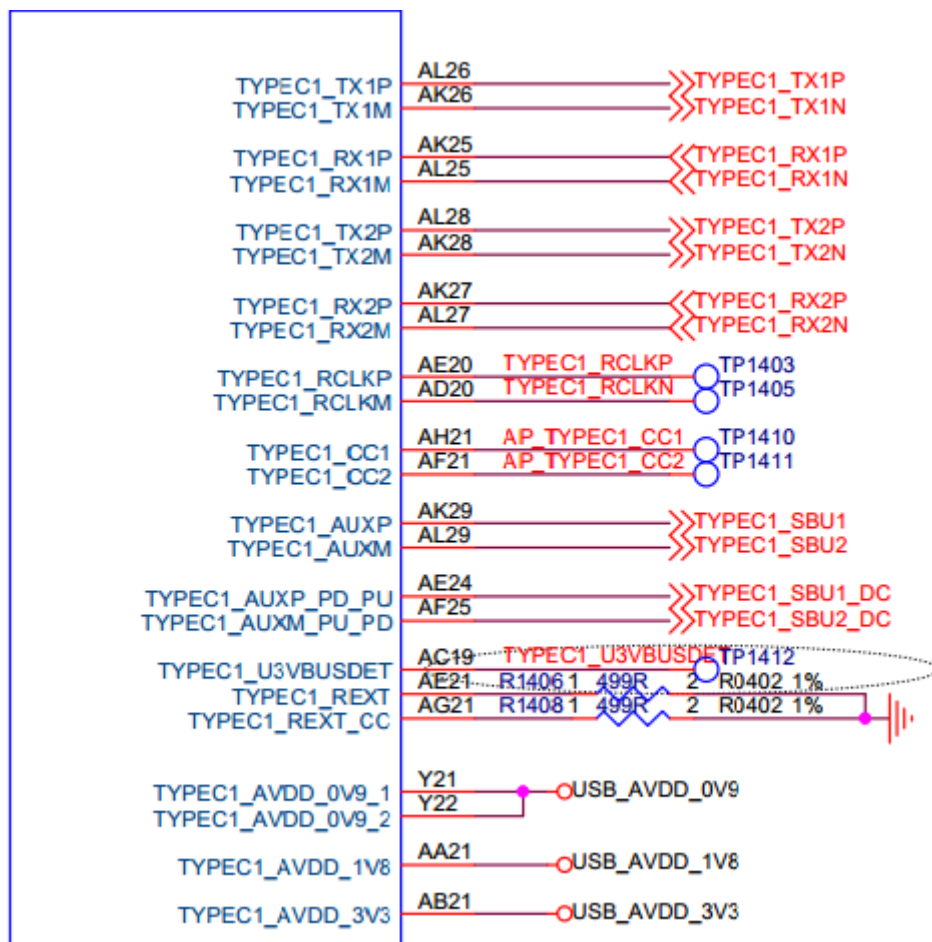 TYPEC1_TX1P AL26 TYPEC1_TX1P
TYPEC1_TX1M AK26 TYPEC1_TX1N
TYPEC1_RX1P AK25 TYPEC1_RX1P
TYPEC1_RX1M AL25 TYPEC1_RX1N
TYPEC1_TX2P AL28 TYPEC1_TX2P
TYPEC1_TX2M AK28 TYPEC1_TX2N
TYPEC1_RX2P AK27 TYPEC1_RX2P
TYPEC1_RX2M AL27 TYPEC1_RX2N
TYPEC1_RCLKP AE20 TYPEC1_RCLKP TP1403
TYPEC1_RCLKM AD20 TYPEC1_RCLKN TP1405
TYPEC1_CC1 AH21 AP_TYPEC1_CC1 TP1410
TYPEC1_CC2 AF21 AP_TYPEC1_CC2 TP1411
TYPEC1_AUXP AK29 TYPEC1_SBU1
TYPEC1_AUXM AL29 TYPEC1_SBU2
TYPEC1_AUXP_PD_PU AE24 TYPEC1_SBU1_DC
TYPEC1_AUXM_PU_PD AF25 TYPEC1_SBU2_DC
TYPEC1_U3VBUSDET AC19 TYPEC1_U3VBUSDET TP1412
TYPEC1_REXT AE21 R1406 1 499R 2 R0402 1%
TYPEC1_REXT_CC AG21 R1408 1 499R 2 R0402 1%
TYPEC1_AVDD_0V9_1 Y21 USB_AVDD_0V9
TYPEC1_AVDD_0V9_2 Y22
TYPEC1_AVDD_1V8 AA21 USB_AVDD_1V8
TYPEC1_AVDD_3V3 AB21 USB_AVDD_3V3